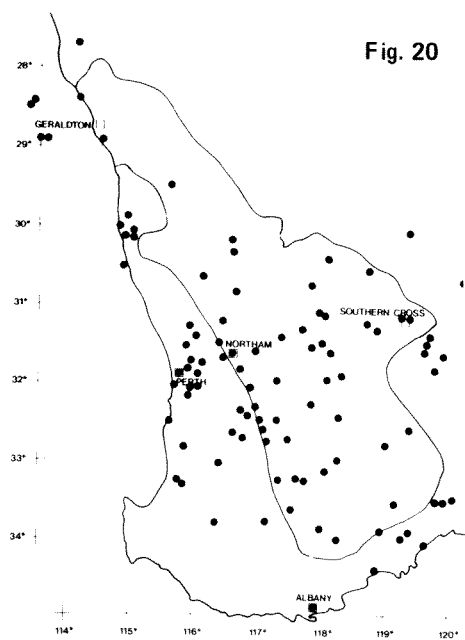 Fig. 20
28°
GERALDTON
29°
30°
31°
SOUTHERN CROSS
NORTHAM
32°
PERTH
33°
34°
ALBANY
114°
115°
116°
117°
118°
119°
120°